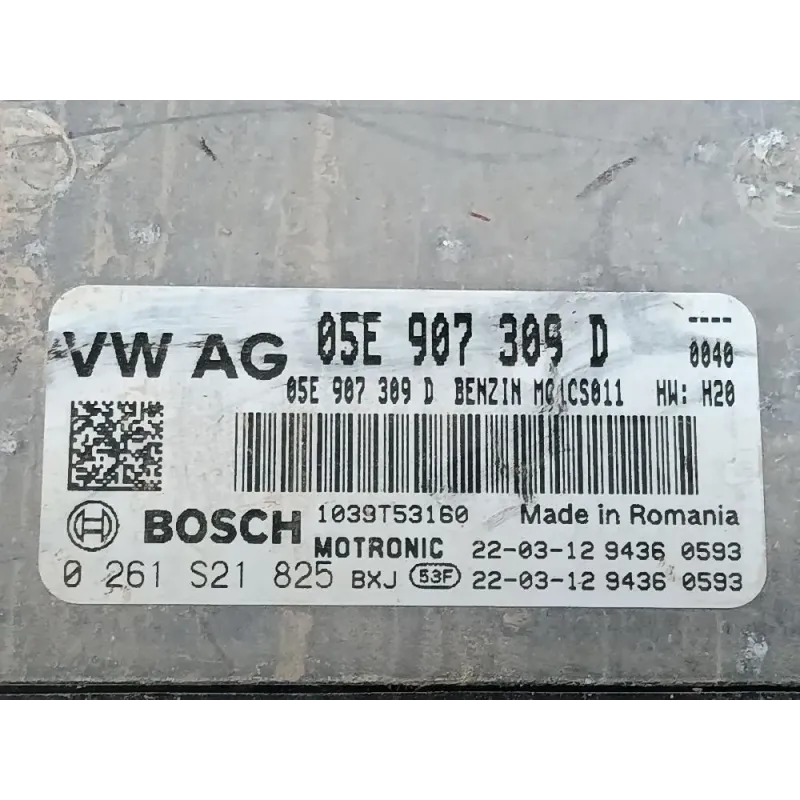 VW AG 05E 907 309 D ----
0040
05E 907 309 D BENZIN MG1CS011 HW: H20
BOSCH 1039T53160 Made in Romania
MOTRONIC 22-03-12 9436 0593
0 261 S21 825 BXJ 53F 22-03-12 9436 0593